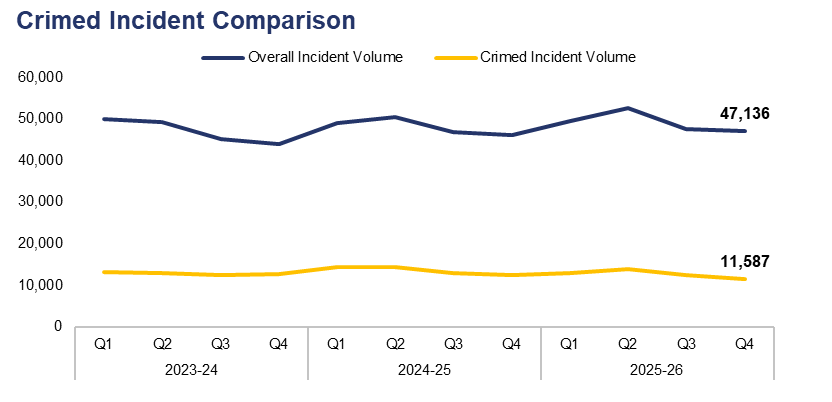 Crimed Incident Comparison
Overall Incident Volume Crimed Incident Volume
60,000
50,000
47,136
40,000
30,000
20,000
11,587
10,000
0
Q1 Q2 Q3 Q4 Q1 Q2 Q3 Q4 Q1 Q2 Q3 Q4
2023-24 2024-25 2025-26